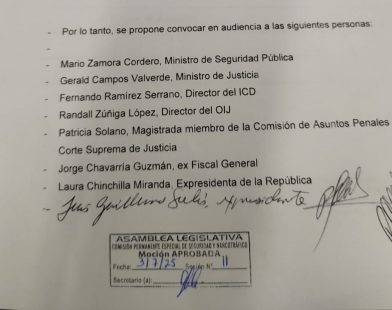 - Por lo tanto, se propone convocar en audiencia a las siguientes personas:
-
- Mario Zamora Cordero, Ministro de Seguridad Pública
- Gerald Campos Valverde, Ministro de Justicia
- Fernando Ramírez Serrano, Director del ICD
- Randall Zúñiga López, Director del OIJ
- Patricia Solano, Magistrada miembro de la Comisión de Asuntos Penales
Corte Suprema de Justicia
- Jorge Chavarría Guzmán, ex Fiscal General
- Laura Chinchilla Miranda, Expresidenta de la República
- Luis Guillermo Solís, expresidente
ASAMBLEA LEGISLATIVA
COMISIÓN PERMANENTE ESPECIAL DE SEGURIDAD Y NARCOTRÁFICO
Moción APROBADA
Fecha: 3/7/25 Sesión N° 11
Secretario (a):